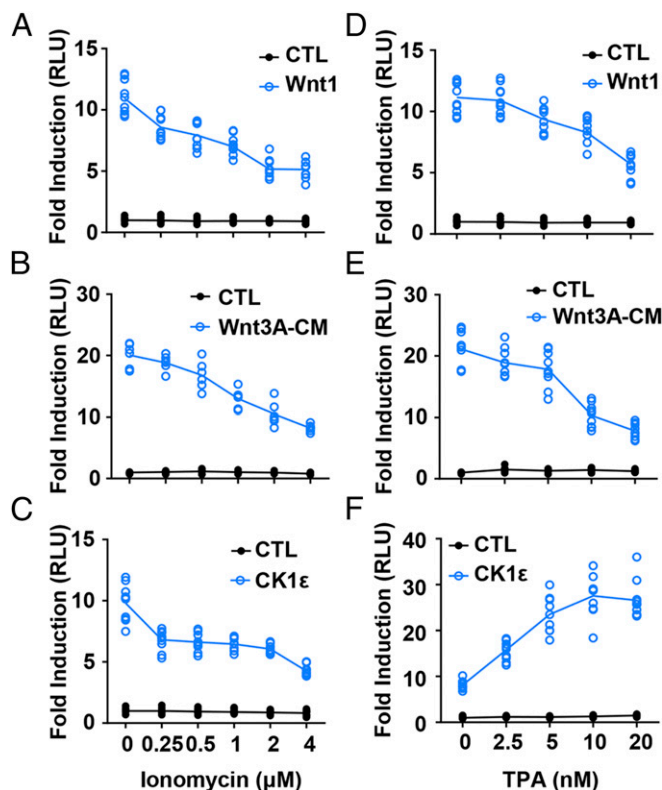 A
Fold Induction (RLU)
15
10
5
0
CTL
Wnt1
D
Fold Induction (RLU)
15
10
5
0
CTL
Wnt1
B
Fold Induction (RLU)
30
20
10
0
CTL
Wnt3A-CM
E
Fold Induction (RLU)
30
20
10
0
CTL
Wnt3A-CM
C
Fold Induction (RLU)
15
10
5
0
CTL
CK1ε
0 0.25 0.5 1 2 4
Ionomycin (µM)
F
Fold Induction (RLU)
40
30
20
10
0
CTL
CK1ε
0 2.5 5 10 20
TPA (nM)